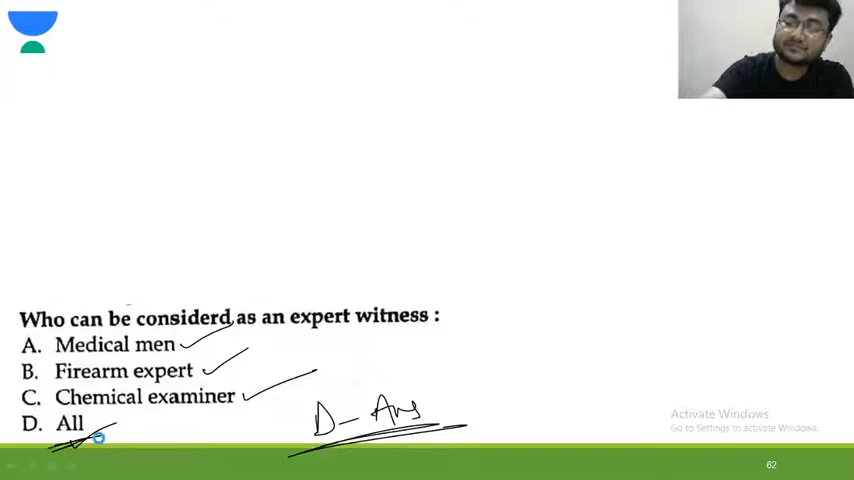 Who can be considerd as an expert witness :
A. Medical men
B. Firearm expert
C. Chemical examiner
D. All
D - Ans
Activate Windows
Go to Settings to activate Windows.
62